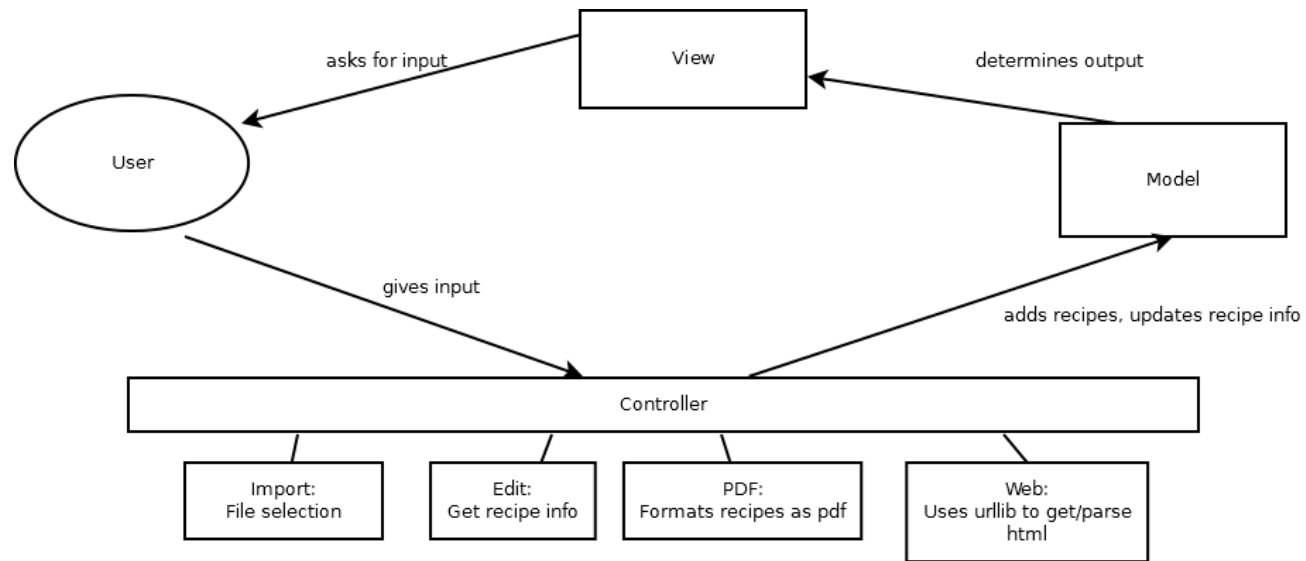 View
asks for input
determines output
User
Model
gives input
adds recipes, updates recipe info
Controller
Import:
File selection
Edit:
Get recipe info
PDF:
Formats recipes as pdf
Web:
Uses urllib to get/parse
html